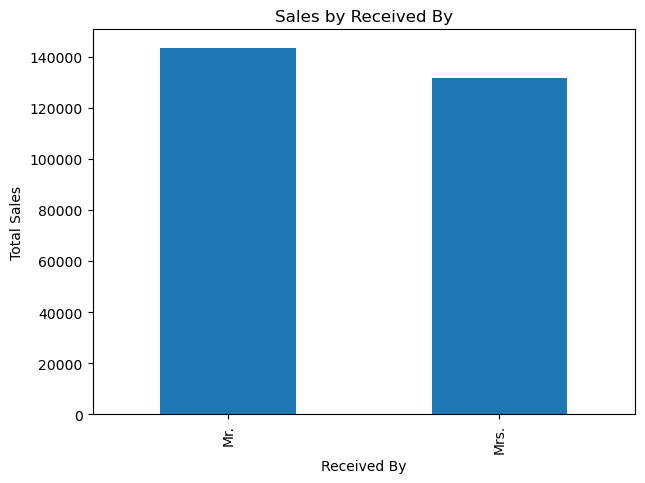 Sales by Received By
140000
120000
100000
80000
60000
40000
20000
0
Total Sales
Mr.
Mrs.
Received By